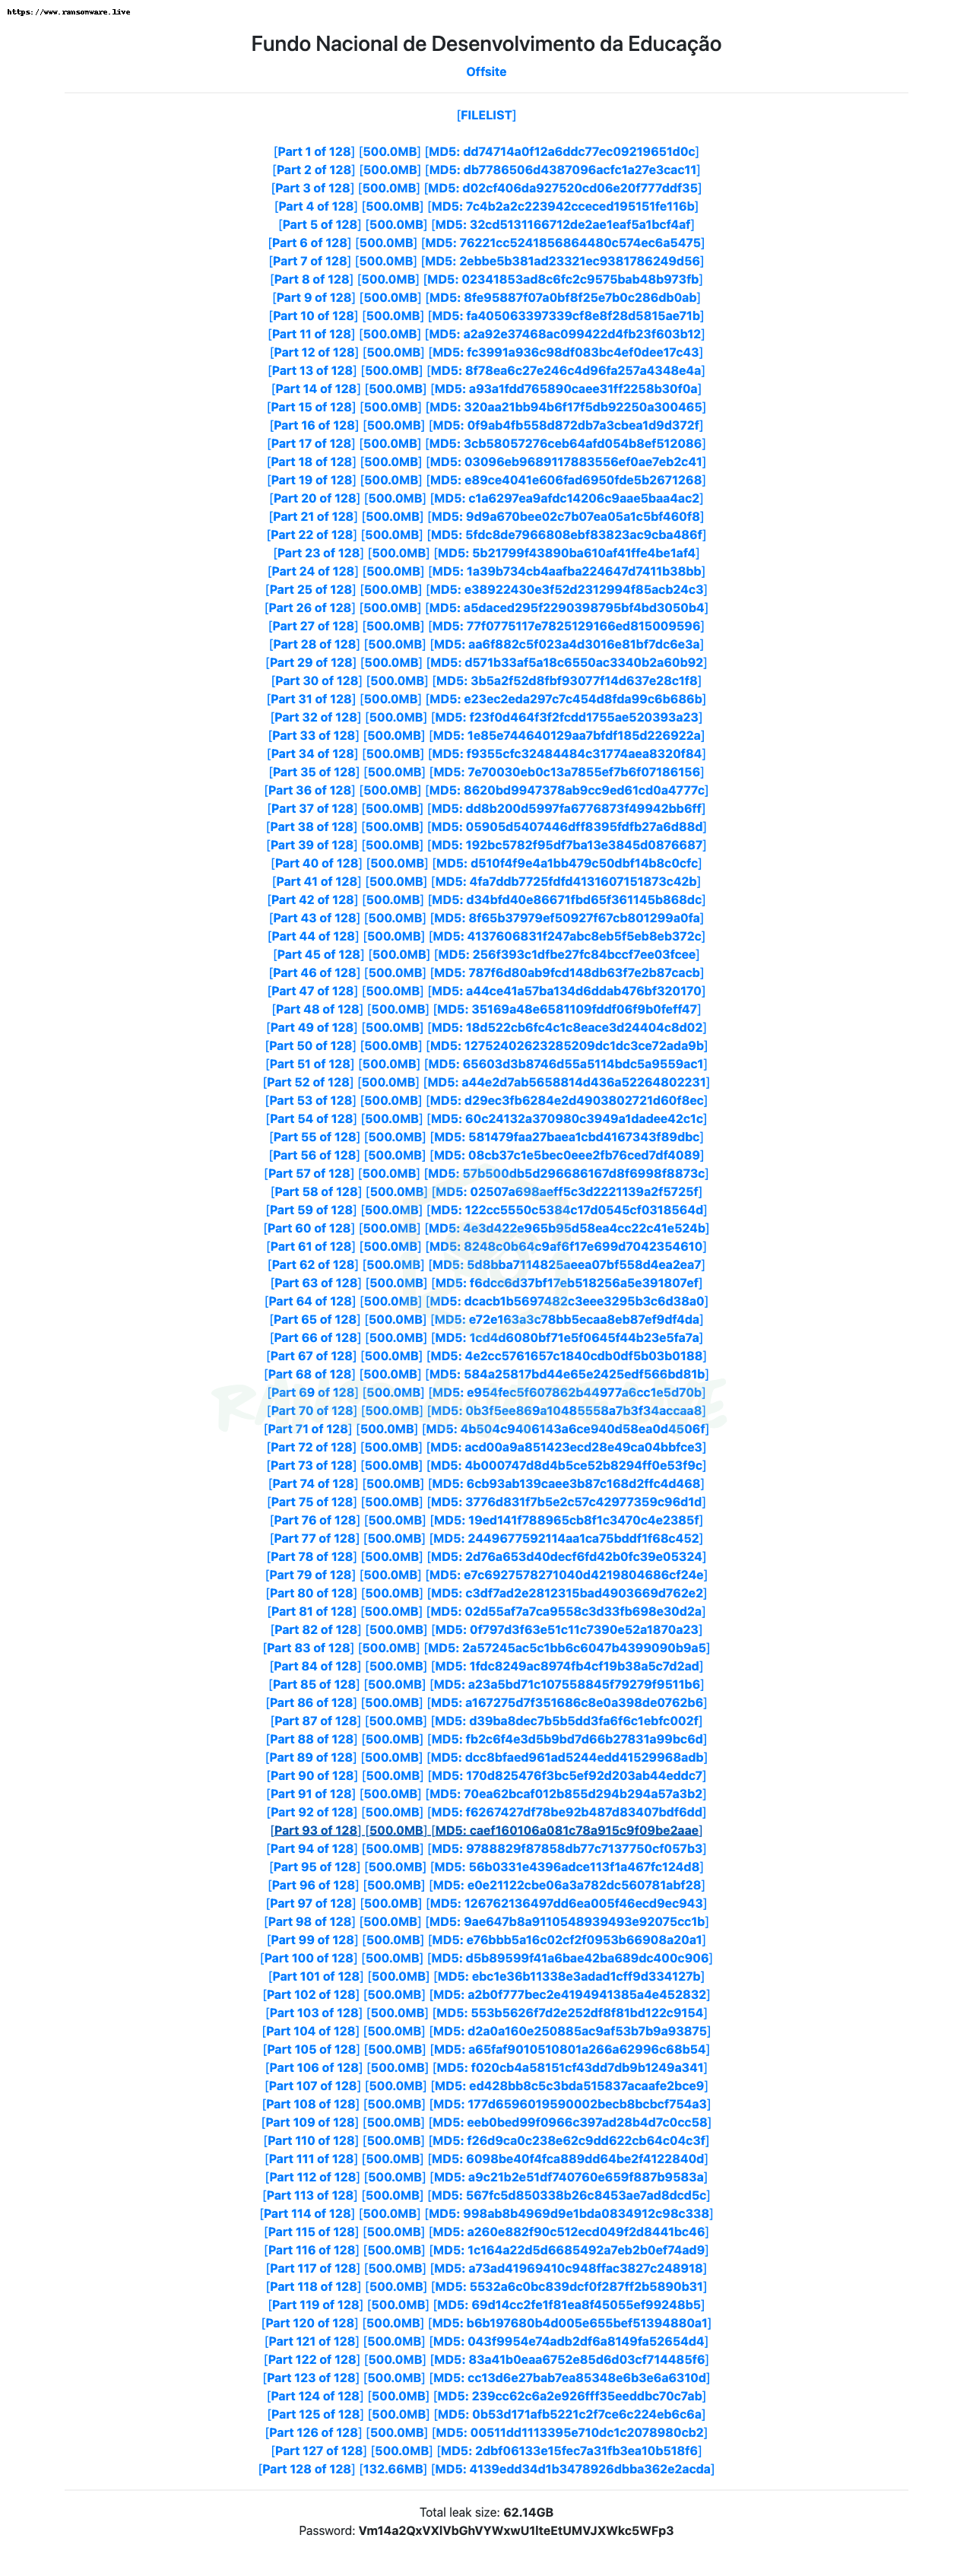 https://www.ransomware.live
Fundo Nacional de Desenvolvimento da Educação
Offsite
[FILELIST]
[Part 1 of 128] [500.0MB] [MD5: dd74714a0f12a6ddc77ec09219651d0c]
[Part 2 of 128] [500.0MB] [MD5: db7786506d4387096acfc1a27e3cac11]
[Part 3 of 128] [500.0MB] [MD5: d02cf406da927520cd06e20f777ddf35]
[Part 4 of 128] [500.0MB] [MD5: 7c4b2a2c223942cceced195151fe116b]
[Part 5 of 128] [500.0MB] [MD5: 32cd5131166712de2ae1eaf5a1bcf4af]
[Part 6 of 128] [500.0MB] [MD5: 76221cc5241856864480c574ec6a5475]
[Part 7 of 128] [500.0MB] [MD5: 2ebbe5b381ad23321ec9381786249d56]
[Part 8 of 128] [500.0MB] [MD5: 02341853ad8c6fc2c9575bab48b973fb]
[Part 9 of 128] [500.0MB] [MD5: 8fe95887f07a0bf8f25e7b0c286db0ab]
[Part 10 of 128] [500.0MB] [MD5: fa405063397339cf8e8f28d5815ae71b]
[Part 11 of 128] [500.0MB] [MD5: a2a92e37468ac099422d4fb23f603b12]
[Part 12 of 128] [500.0MB] [MD5: fc3991a936c98df083bc4ef0dee17c43]
[Part 13 of 128] [500.0MB] [MD5: 8f78ea6c27e246c4d96fa257a4348e4a]
[Part 14 of 128] [500.0MB] [MD5: a93a1fdd765890caee31ff2258b30f0a]
[Part 15 of 128] [500.0MB] [MD5: 320aa21bb94b6f17f5db92250a300465]
[Part 16 of 128] [500.0MB] [MD5: 0f9ab4fb558d872db7a3cbea1d9d372f]
[Part 17 of 128] [500.0MB] [MD5: 3cb58057276ceb64afd054b8ef512086]
[Part 18 of 128] [500.0MB] [MD5: 03096eb9689117883556ef0ae7eb2c41]
[Part 19 of 128] [500.0MB] [MD5: e89ce4041e606fad6950fde5b2671268]
[Part 20 of 128] [500.0MB] [MD5: c1a6297ea9afdc14206c9aae5baa4ac2]
[Part 21 of 128] [500.0MB] [MD5: 9d9a670bee02c7b07ea05a1c5bf460f8]
[Part 22 of 128] [500.0MB] [MD5: 5fdc8de7966808ebf83823ac9cba486f]
[Part 23 of 128] [500.0MB] [MD5: 5b21799f43890ba610af41ffe4be1af4]
[Part 24 of 128] [500.0MB] [MD5: 1a39b734cb4aafba224647d7411b38bb]
[Part 25 of 128] [500.0MB] [MD5: e38922430e3f52d2312994f85acb24c3]
[Part 26 of 128] [500.0MB] [MD5: a5daced295f2290398795bf4bd3050b4]
[Part 27 of 128] [500.0MB] [MD5: 77f0775117e7825129166ed815009596]
[Part 28 of 128] [500.0MB] [MD5: aa6f882c5f023a4d3016e81bf7dc6e3a]
[Part 29 of 128] [500.0MB] [MD5: d571b33af5a18c6550ac3340b2a60b92]
[Part 30 of 128] [500.0MB] [MD5: 3b5a2f52d8fbf93077f14d637e28c1f8]
[Part 31 of 128] [500.0MB] [MD5: e23ec2eda297c7c454d8fda99c6b686b]
[Part 32 of 128] [500.0MB] [MD5: f23f0d464f3f2fcdd1755ae520393a23]
[Part 33 of 128] [500.0MB] [MD5: 1e85e744640129aa7bfdf185d226922a]
[Part 34 of 128] [500.0MB] [MD5: f9355cfc32484484c31774aea8320f84]
[Part 35 of 128] [500.0MB] [MD5: 7e70030eb0c13a7855ef7b6f07186156]
[Part 36 of 128] [500.0MB] [MD5: 8620bd9947378ab9cc9ed61cd0a4777c]
[Part 37 of 128] [500.0MB] [MD5: dd8b200d5997fa6776873f49942bb6ff]
[Part 38 of 128] [500.0MB] [MD5: 05905d5407446dff8395fdfb27a6d88d]
[Part 39 of 128] [500.0MB] [MD5: 192bc5782f95df7ba13e3845d0876687]
[Part 40 of 128] [500.0MB] [MD5: d510f4f9e4a1bb479c50dbf14b8c0cfc]
[Part 41 of 128] [500.0MB] [MD5: 4fa7ddb7725fdfd4131607151873c42b]
[Part 42 of 128] [500.0MB] [MD5: d34bfd40e86671fbd65f361145b868dc]
[Part 43 of 128] [500.0MB] [MD5: 8f65b37979ef50927f67cb801299a0fa]
[Part 44 of 128] [500.0MB] [MD5: 4137606831f247abc8eb5f5eb8eb372c]
[Part 45 of 128] [500.0MB] [MD5: 256f393c1dfbe27fc84bccf7ee03fcee]
[Part 46 of 128] [500.0MB] [MD5: 787f6d80ab9fcd148db63f7e2b87cacb]
[Part 47 of 128] [500.0MB] [MD5: a44ce41a57ba134d6ddab476bf320170]
[Part 48 of 128] [500.0MB] [MD5: 35169a48e6581109fddf06f9b0feff47]
[Part 49 of 128] [500.0MB] [MD5: 18d522cb6fc4c1c8eace3d24404c8d02]
[Part 50 of 128] [500.0MB] [MD5: 12752402623285209dc1dc3ce72ada9b]
[Part 51 of 128] [500.0MB] [MD5: 65603d3b8746d55a5114bdc5a9559ac1]
[Part 52 of 128] [500.0MB] [MD5: a44e2d7ab5658814d436a52264802231]
[Part 53 of 128] [500.0MB] [MD5: d29ec3fb6284e2d4903802721d60f8ec]
[Part 54 of 128] [500.0MB] [MD5: 60c24132a370980c3949a1dadee42c1c]
[Part 55 of 128] [500.0MB] [MD5: 581479faa27baea1cbd4167343f89dbc]
[Part 56 of 128] [500.0MB] [MD5: 08cb37c1e5bec0eee2fb76ced7df4089]
[Part 57 of 128] [500.0MB] [MD5: 57b500db5d296686167d8f6998f8873c]
[Part 58 of 128] [500.0MB] [MD5: 02507a698aeff5c3d2221139a2f5725f]
[Part 59 of 128] [500.0MB] [MD5: 122cc5550c5384c17d0545cf0318564d]
[Part 60 of 128] [500.0MB] [MD5: 4e3d422e965b95d58ea4cc22c41e524b]
[Part 61 of 128] [500.0MB] [MD5: 8248c0b64c9af6f17e699d7042354610]
[Part 62 of 128] [500.0MB] [MD5: 5d8bba7114825aeea07bf558d4ea2ea7]
[Part 63 of 128] [500.0MB] [MD5: f6dcc6d37bf17eb518256a5e391807ef]
[Part 64 of 128] [500.0MB] [MD5: dcacb1b5697482c3eee3295b3c6d38a0]
[Part 65 of 128] [500.0MB] [MD5: e72e163a3c78bb5ecaa8eb87ef9df4da]
[Part 66 of 128] [500.0MB] [MD5: 1cd4d6080bf71e5f0645f44b23e5fa7a]
[Part 67 of 128] [500.0MB] [MD5: 4e2cc5761657c1840cdb0df5b03b0188]
[Part 68 of 128] [500.0MB] [MD5: 584a25817bd44e65e2425edf566bd81b]
[Part 69 of 128] [500.0MB] [MD5: e954fec5f607862b44977a6cc1e5d70b]
[Part 70 of 128] [500.0MB] [MD5: 0b3f5ee869a10485558a7b3f34accaa8]
[Part 71 of 128] [500.0MB] [MD5: 4b504c9406143a6ce940d58ea0d4506f]
[Part 72 of 128] [500.0MB] [MD5: acd00a9a851423ecd28e49ca04bbfce3]
[Part 73 of 128] [500.0MB] [MD5: 4b000747d8d4b5ce52b8294ff0e53f9c]
[Part 74 of 128] [500.0MB] [MD5: 6cb93ab139caee3b87c168d2ffc4d468]
[Part 75 of 128] [500.0MB] [MD5: 3776d831f7b5e2c57c42977359c96d1d]
[Part 76 of 128] [500.0MB] [MD5: 19ed141f788965cb8f1c3470c4e2385f]
[Part 77 of 128] [500.0MB] [MD5: 2449677592114aa1ca75bddf1f68c452]
[Part 78 of 128] [500.0MB] [MD5: 2d76a653d40decf6fd42b0fc39e05324]
[Part 79 of 128] [500.0MB] [MD5: e7c6927578271040d4219804686cf24e]
[Part 80 of 128] [500.0MB] [MD5: c3df7ad2e2812315bad4903669d762e2]
[Part 81 of 128] [500.0MB] [MD5: 02d55af7a7ca9558c3d33fb698e30d2a]
[Part 82 of 128] [500.0MB] [MD5: 0f797d3f63e51c11c7390e52a1870a23]
[Part 83 of 128] [500.0MB] [MD5: 2a57245ac5c1bb6c6047b4399090b9a5]
[Part 84 of 128] [500.0MB] [MD5: 1fdc8249ac8974fb4cf19b38a5c7d2ad]
[Part 85 of 128] [500.0MB] [MD5: a23a5bd71c107558845f79279f9511b6]
[Part 86 of 128] [500.0MB] [MD5: a167275d7f351686c8e0a398de0762b6]
[Part 87 of 128] [500.0MB] [MD5: d39ba8dec7b5b5dd3fa6f6c1ebfc002f]
[Part 88 of 128] [500.0MB] [MD5: fb2c6f4e3d5b9bd7d66b27831a99bc6d]
[Part 89 of 128] [500.0MB] [MD5: dcc8bfaed961ad5244edd41529968adb]
[Part 90 of 128] [500.0MB] [MD5: 170d825476f3bc5ef92d203ab44eddc7]
[Part 91 of 128] [500.0MB] [MD5: 70ea62bcaf012b855d294b294a57a3b2]
[Part 92 of 128] [500.0MB] [MD5: f6267427df78be92b487d83407bdf6dd]
[Part 93 of 128] [500.0MB] [MD5: caef160106a081c78a915c9f09be2aae]
[Part 94 of 128] [500.0MB] [MD5: 9788829f87858db77c7137750cf057b3]
[Part 95 of 128] [500.0MB] [MD5: 56b0331e4396adce113f1a467fc124d8]
[Part 96 of 128] [500.0MB] [MD5: e0e21122cbe06a3a782dc560781abf28]
[Part 97 of 128] [500.0MB] [MD5: 126762136497dd6ea005f46ecd9ec943]
[Part 98 of 128] [500.0MB] [MD5: 9ae647b8a9110548939493e92075cc1b]
[Part 99 of 128] [500.0MB] [MD5: e76bbb5a16c02cf2f0953b66908a20a1]
[Part 100 of 128] [500.0MB] [MD5: d5b89599f41a6bae42ba689dc400c906]
[Part 101 of 128] [500.0MB] [MD5: ebc1e36b11338e3adad1cff9d334127b]
[Part 102 of 128] [500.0MB] [MD5: a2b0f777bec2e4194941385a4e452832]
[Part 103 of 128] [500.0MB] [MD5: 553b5626f7d2e252df8f81bd122c9154]
[Part 104 of 128] [500.0MB] [MD5: d2a0a160e250885ac9af53b7b9a93875]
[Part 105 of 128] [500.0MB] [MD5: a65faf9010510801a266a62996c68b54]
[Part 106 of 128] [500.0MB] [MD5: f020cb4a58151cf43dd7db9b1249a341]
[Part 107 of 128] [500.0MB] [MD5: ed428bb8c5c3bda515837acaafe2bce9]
[Part 108 of 128] [500.0MB] [MD5: 177d6596019590002becb8bcbcf754a3]
[Part 109 of 128] [500.0MB] [MD5: eeb0bed99f0966c397ad28b4d7c0cc58]
[Part 110 of 128] [500.0MB] [MD5: f26d9ca0c238e62c9dd622cb64c04c3f]
[Part 111 of 128] [500.0MB] [MD5: 6098be40f4fca889dd64be2f4122840d]
[Part 112 of 128] [500.0MB] [MD5: a9c21b2e51df740760e659f887b9583a]
[Part 113 of 128] [500.0MB] [MD5: 567fc5d850338b26c8453ae7ad8dcd5c]
[Part 114 of 128] [500.0MB] [MD5: 998ab8b4969d9e1bda0834912c98c338]
[Part 115 of 128] [500.0MB] [MD5: a260e882f90c512ecd049f2d8441bc46]
[Part 116 of 128] [500.0MB] [MD5: 1c164a22d5d6685492a7eb2b0ef74ad9]
[Part 117 of 128] [500.0MB] [MD5: a73ad41969410c948ffac3827c248918]
[Part 118 of 128] [500.0MB] [MD5: 5532a6c0bc839dcf0f287ff2b5890b31]
[Part 119 of 128] [500.0MB] [MD5: 69d14cc2fe1f81ea8f45055ef99248b5]
[Part 120 of 128] [500.0MB] [MD5: b6b197680b4d005e655bef51394880a1]
[Part 121 of 128] [500.0MB] [MD5: 043f9954e74adb2df6a8149fa52654d4]
[Part 122 of 128] [500.0MB] [MD5: 83a41b0eaa6752e85d6d03cf714485f6]
[Part 123 of 128] [500.0MB] [MD5: cc13d6e27bab7ea85348e6b3e6a6310d]
[Part 124 of 128] [500.0MB] [MD5: 239cc62c6a2e926fff35eeddbc70c7ab]
[Part 125 of 128] [500.0MB] [MD5: 0b53d171afb5221c2f7ce6c224eb6c6a]
[Part 126 of 128] [500.0MB] [MD5: 00511dd1113395e710dc1c2078980cb2]
[Part 127 of 128] [500.0MB] [MD5: 2dbf06133e15fec7a31fb3ea10b518f6]
[Part 128 of 128] [132.66MB] [MD5: 4139edd34d1b3478926dbba362e2acda]
Total leak size: 62.14GB
Password: Vm14a2QxVXlVbGhVYWxwU1lteEtUMVJXWkc5WFp3